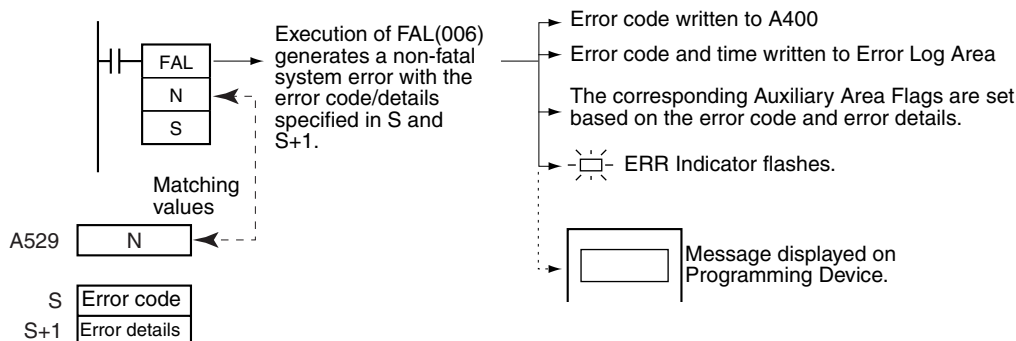 FAL
N
S
Execution of FAL(006)
generates a non-fatal
system error with the
error code/details
specified in S and
S+1.
Error code written to A400
Error code and time written to Error Log Area
The corresponding Auxiliary Area Flags are set
based on the error code and error details.
ERR Indicator flashes.
Message displayed on
Programming Device.
Matching
values
A529 N
S Error code
S+1 Error details